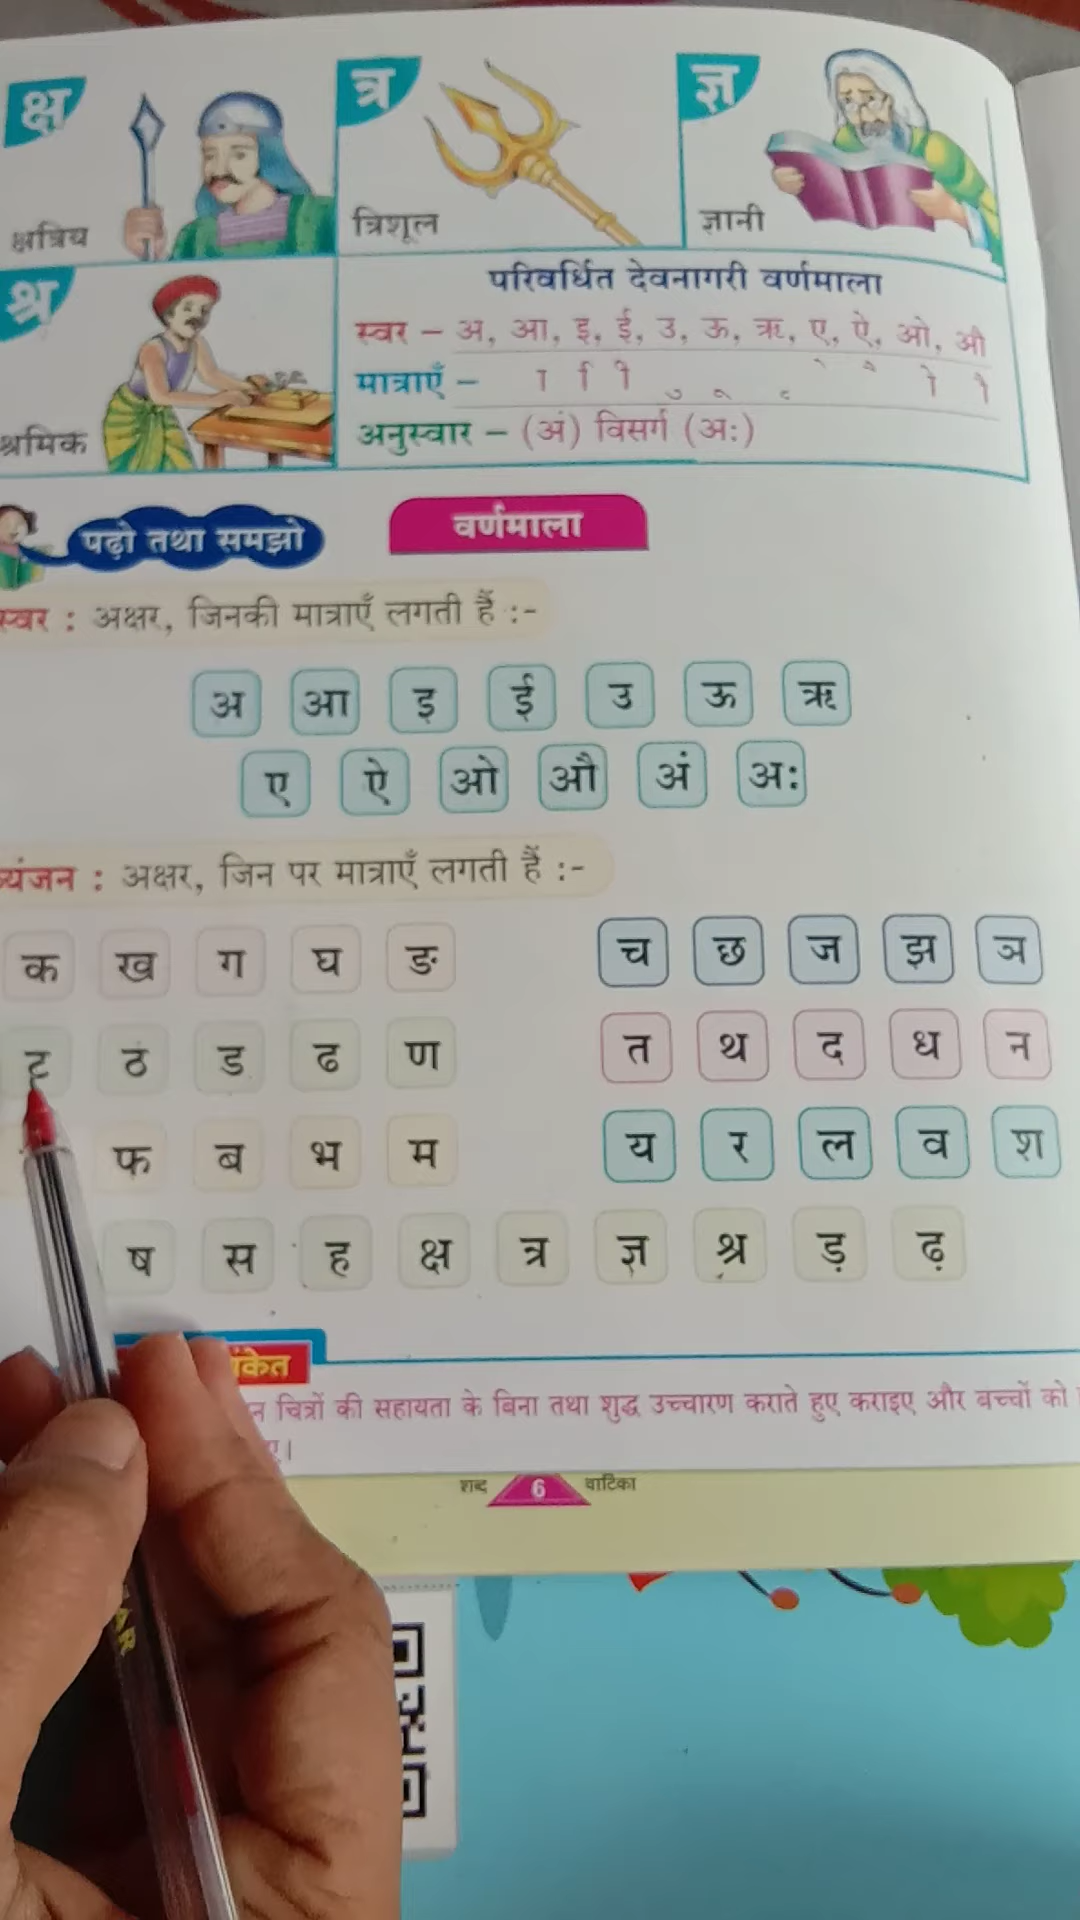 क्ष त्र ज्ञ
क्षत्रिय त्रिशूल ज्ञानी
श्र
श्रमिक
परिवर्धित देवनागरी वर्णमाला
स्वर – अ, आ, इ, ई, उ, ऊ, ऋ, ए, ऐ, ओ, औ
मात्राएँ – ा ि ी ु ू ृ े ै ो ौ
अनुस्वार – (अं) विसर्ग (अः)
पढ़ो तथा समझो वर्णमाला
स्वर : अक्षर, जिनकी मात्राएँ लगती हैं :-
अ आ इ ई उ ऊ ऋ
ए ऐ ओ औ अं अः
व्यंजन : अक्षर, जिन पर मात्राएँ लगती हैं :-
क ख ग घ ङ च छ ज झ ञ
ट ठ ड ढ ण त थ द ध न
फ ब भ म य र ल व श
ष स ह क्ष त्र ज्ञ श्र ड़ ढ़
चित्रों की सहायता के बिना तथा शुद्ध उच्चारण कराते हुए कराइए और बच्चों को
शब्द 6 वाटिका